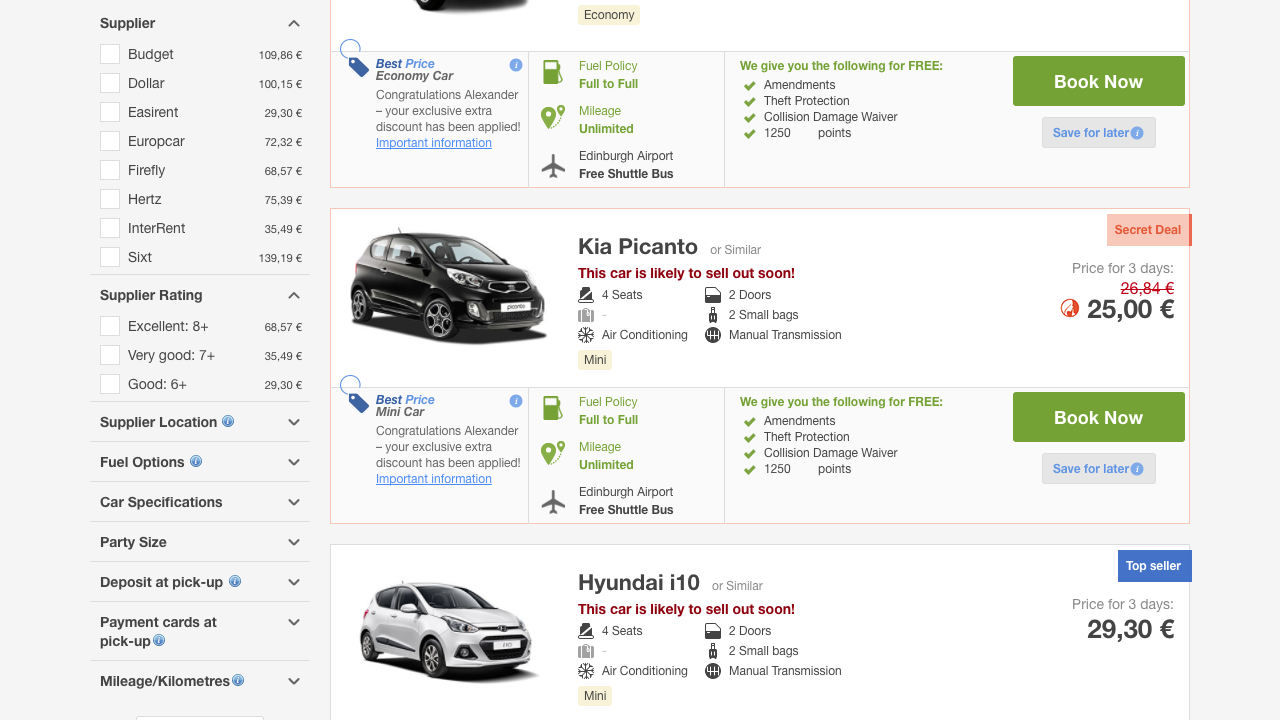 Supplier
Budget 109,86 €
Dollar 100,15 €
Easirent 29,30 €
Europcar 72,32 €
Firefly 68,57 €
Hertz 75,39 €
InterRent 35,49 €
Sixt 139,19 €
Supplier Rating
Excellent: 8+ 68,57 €
Very good: 7+ 35,49 €
Good: 6+ 29,30 €
Supplier Location
Fuel Options
Car Specifications
Party Size
Deposit at pick-up
Payment cards at
pick-up
Mileage/Kilometres
Economy
Best Price
Economy Car
Congratuations Alexander
– your exclusive extra
discount has been applied!
Important information
Fuel Policy
Full to Full
Mileage
Unlimited
Edinburgh Airport
Free Shuttle Bus
We give you the following for FREE:
Amendments
Theft Protection
Collision Damage Waiver
1250 points
Book Now
Save for later
Secret Deal
Kia Picanto or Similar
This car is likely to sell out soon!
4 Seats 2 Doors
- 2 Small bags
Air Conditioning Manual Transmission
Mini
Price for 3 days:
26,84 €
25,00 €
picanto
Best Price
Mini Car
Congratuations Alexander
– your exclusive extra
discount has been applied!
Important information
Fuel Policy
Full to Full
Mileage
Unlimited
Edinburgh Airport
Free Shuttle Bus
We give you the following for FREE:
Amendments
Theft Protection
Collision Damage Waiver
1250 points
Book Now
Save for later
Top seller
Hyundai i10 or Similar
This car is likely to sell out soon!
4 Seats 2 Doors
- 2 Small bags
Air Conditioning Manual Transmission
Mini
Price for 3 days:
29,30 €